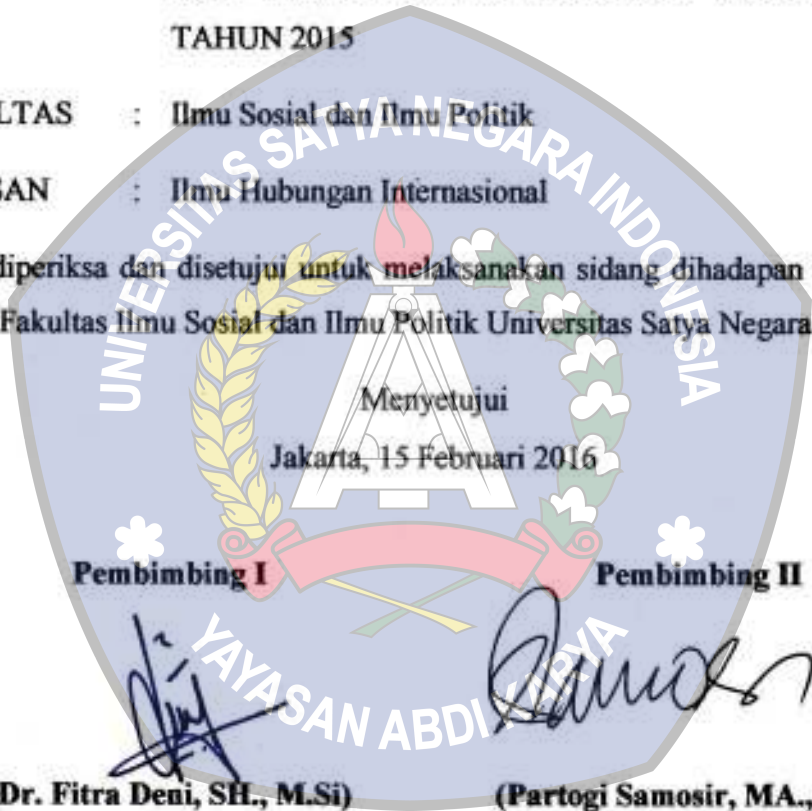 TAHUN 2015
LTAS : Ilmu Sosial dan Ilmu Politik
SAN : Ilmu Hubungan Internasional
diperiksa dan disetujui untuk melaksanakan sidang dihadapan
Fakultas Ilmu Sosial dan Ilmu Politik Universitas Satya Negara
Menyetujui
Jakarta, 15 Februari 2016
Pembimbing I Pembimbing II
Dr. Fitra Deni, SH., M.Si) (Partogi Samosir, MA.,
UNIVERSITAS SATYA NEGARA INDONESIA
YAYASAN ABDI KARYA